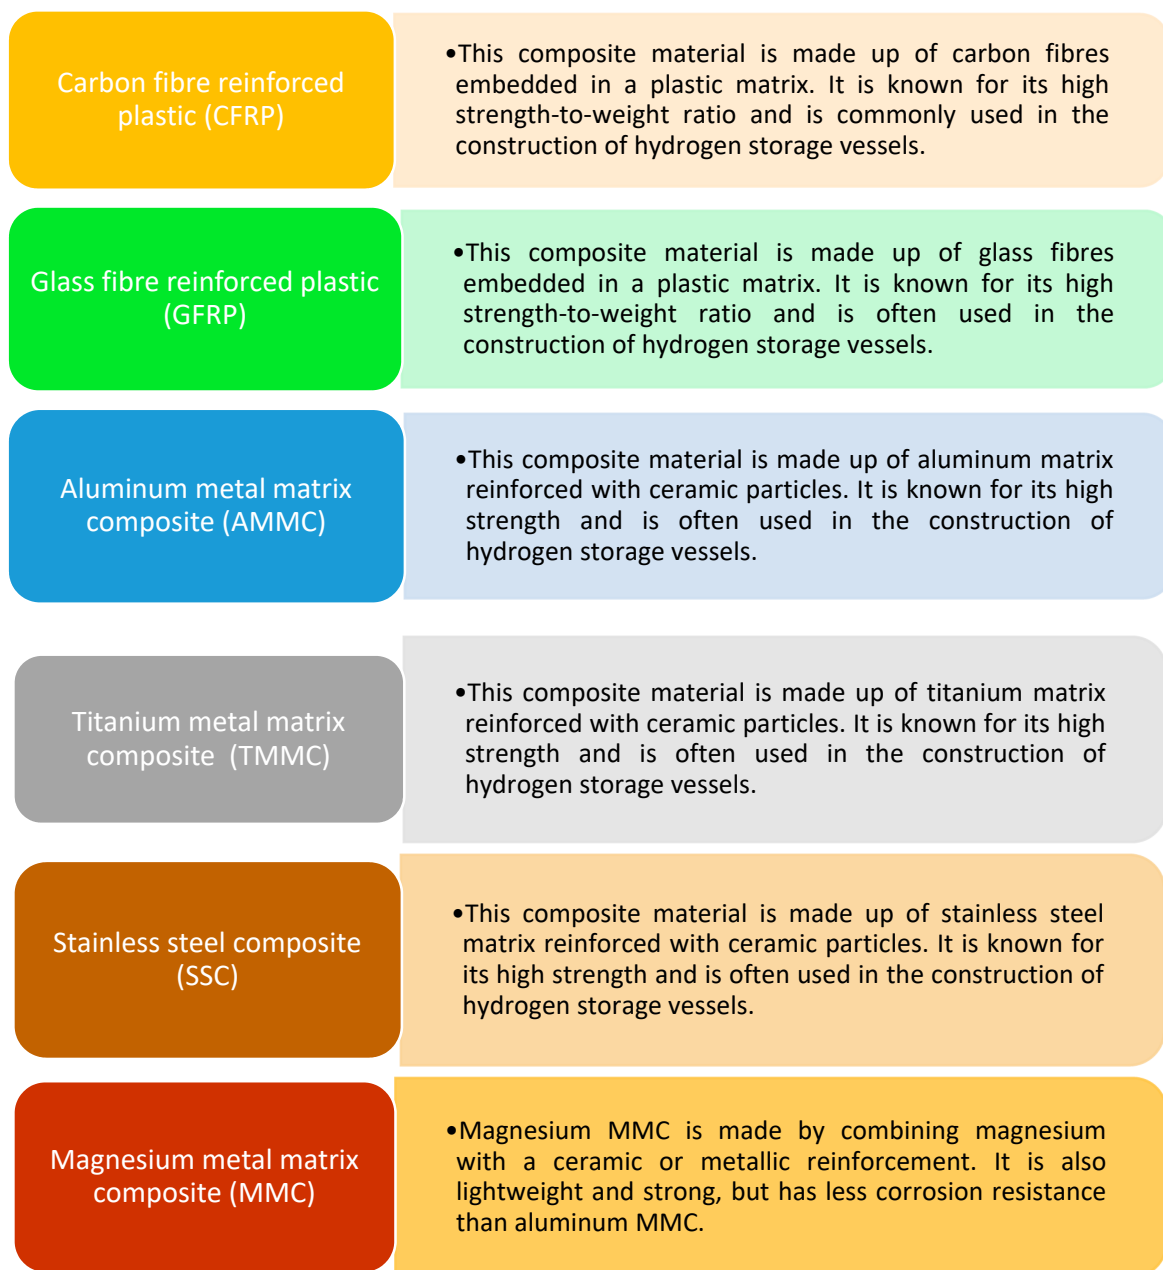 Carbon fibre reinforced
plastic (CFRP)
•This composite material is made up of carbon fibres
embedded in a plastic matrix. It is known for its high
strength-to-weight ratio and is commonly used in the
construction of hydrogen storage vessels.
Glass fibre reinforced plastic
(GFRP)
•This composite material is made up of glass fibres
embedded in a plastic matrix. It is known for its high
strength-to-weight ratio and is often used in the
construction of hydrogen storage vessels.
Aluminum metal matrix
composite (AMMC)
•This composite material is made up of aluminum matrix
reinforced with ceramic particles. It is known for its high
strength and is often used in the construction of
hydrogen storage vessels.
Titanium metal matrix
composite (TMMC)
•This composite material is made up of titanium matrix
reinforced with ceramic particles. It is known for its high
strength and is often used in the construction of
hydrogen storage vessels.
Stainless steel composite
(SSC)
•This composite material is made up of stainless steel
matrix reinforced with ceramic particles. It is known for
its high strength and is often used in the construction of
hydrogen storage vessels.
Magnesium metal matrix
composite (MMC)
•Magnesium MMC is made by combining magnesium
with a ceramic or metallic reinforcement. It is also
lightweight and strong, but has less corrosion resistance
than aluminum MMC.